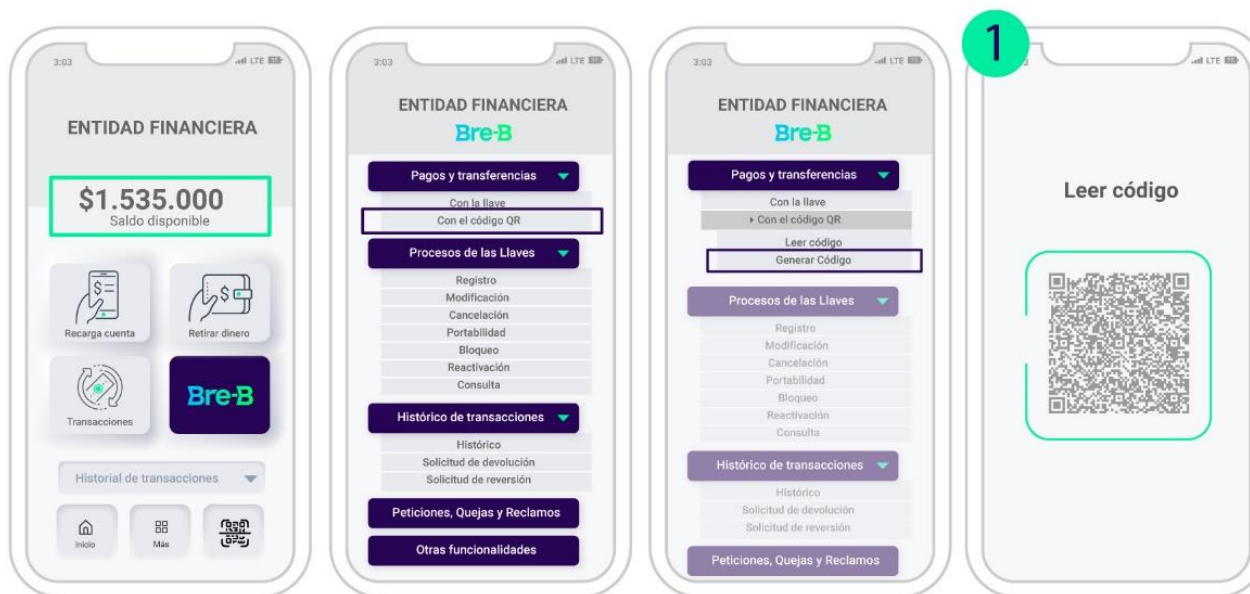 3:03
LTE
ENTIDAD FINANCIERA
$1.535.000
Saldo disponible
Recarga cuenta
Retirar dinero
Transacciones
Bre-B
Historial de transacciones
Inicio
Más
3:03
LTE
ENTIDAD FINANCIERA
Bre-B
Pagos y transferencias
Con la llave
Con el código QR
Procesos de las Llaves
Registro
Modificación
Cancelación
Portabilidad
Bloqueo
Reactivación
Consulta
Histórico de transacciones
Histórico
Solicitud de devolución
Solicitud de reversión
Peticiones, Quejas y Reclamos
Otras funcionalidades
3:03
LTE
ENTIDAD FINANCIERA
Bre-B
Pagos y transferencias
Con la llave
Con el código QR
Leer código
Generar Código
Procesos de las Llaves
Registro
Modificación
Cancelación
Portabilidad
Bloqueo
Reactivación
Consulta
Histórico de transacciones
Histórico
Solicitud de devolución
Solicitud de reversión
Peticiones, Quejas y Reclamos
1
LTE
Leer código